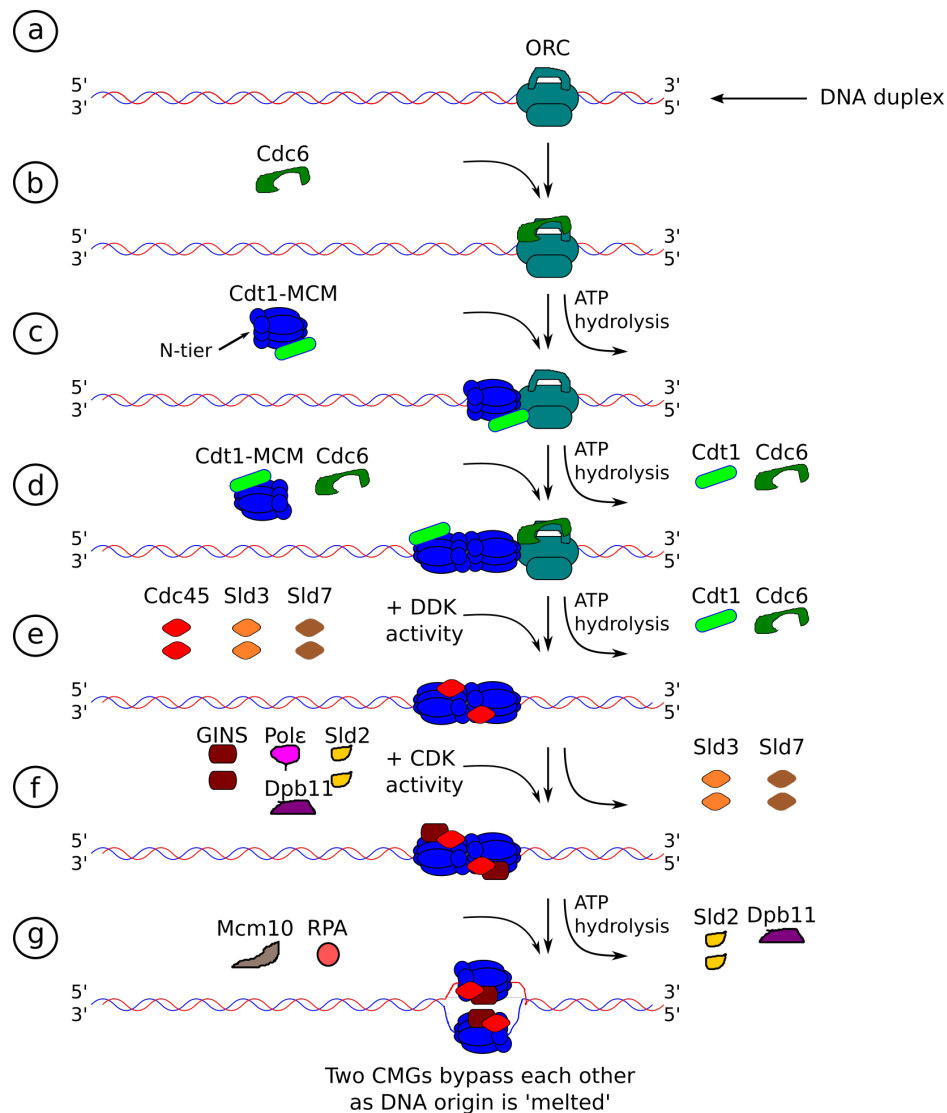 a
ORC
5' 3'
3' 5'
DNA duplex
b
Cdc6
5' 3'
3' 5'
c
Cdt1-MCM
N-tier
ATP
hydrolysis
5' 3'
3' 5'
d
Cdt1-MCM Cdc6
ATP
hydrolysis
Cdt1 Cdc6
5' 3'
3' 5'
e
Cdc45 Sld3 Sld7
+ DDK
activity
ATP
hydrolysis
Cdt1 Cdc6
5' 3'
3' 5'
f
GINS Polε Sld2
Dpb11
+ CDK
activity
Sld3 Sld7
5' 3'
3' 5'
g
Mcm10 RPA
ATP
hydrolysis
Sld2 Dpb11
5' 3'
3' 5'
Two CMGs bypass each other
as DNA origin is 'melted'